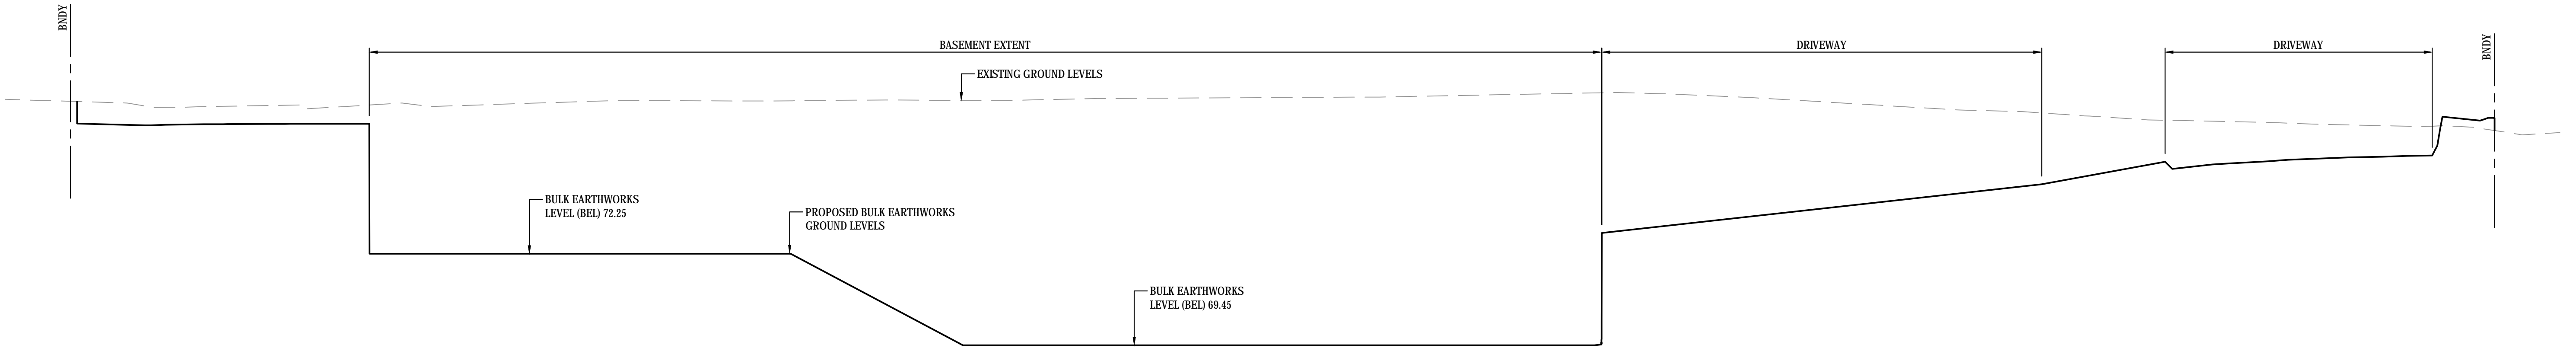 BNDY
BASEMENT EXTENT
DRIVEWAY
DRIVEWAY
BNDY
EXISTING GROUND LEVELS
BULK EARTHWORKS
LEVEL (BEL) 72.25
PROPOSED BULK EARTHWORKS
GROUND LEVELS
BULK EARTHWORKS
LEVEL (BEL) 69.45